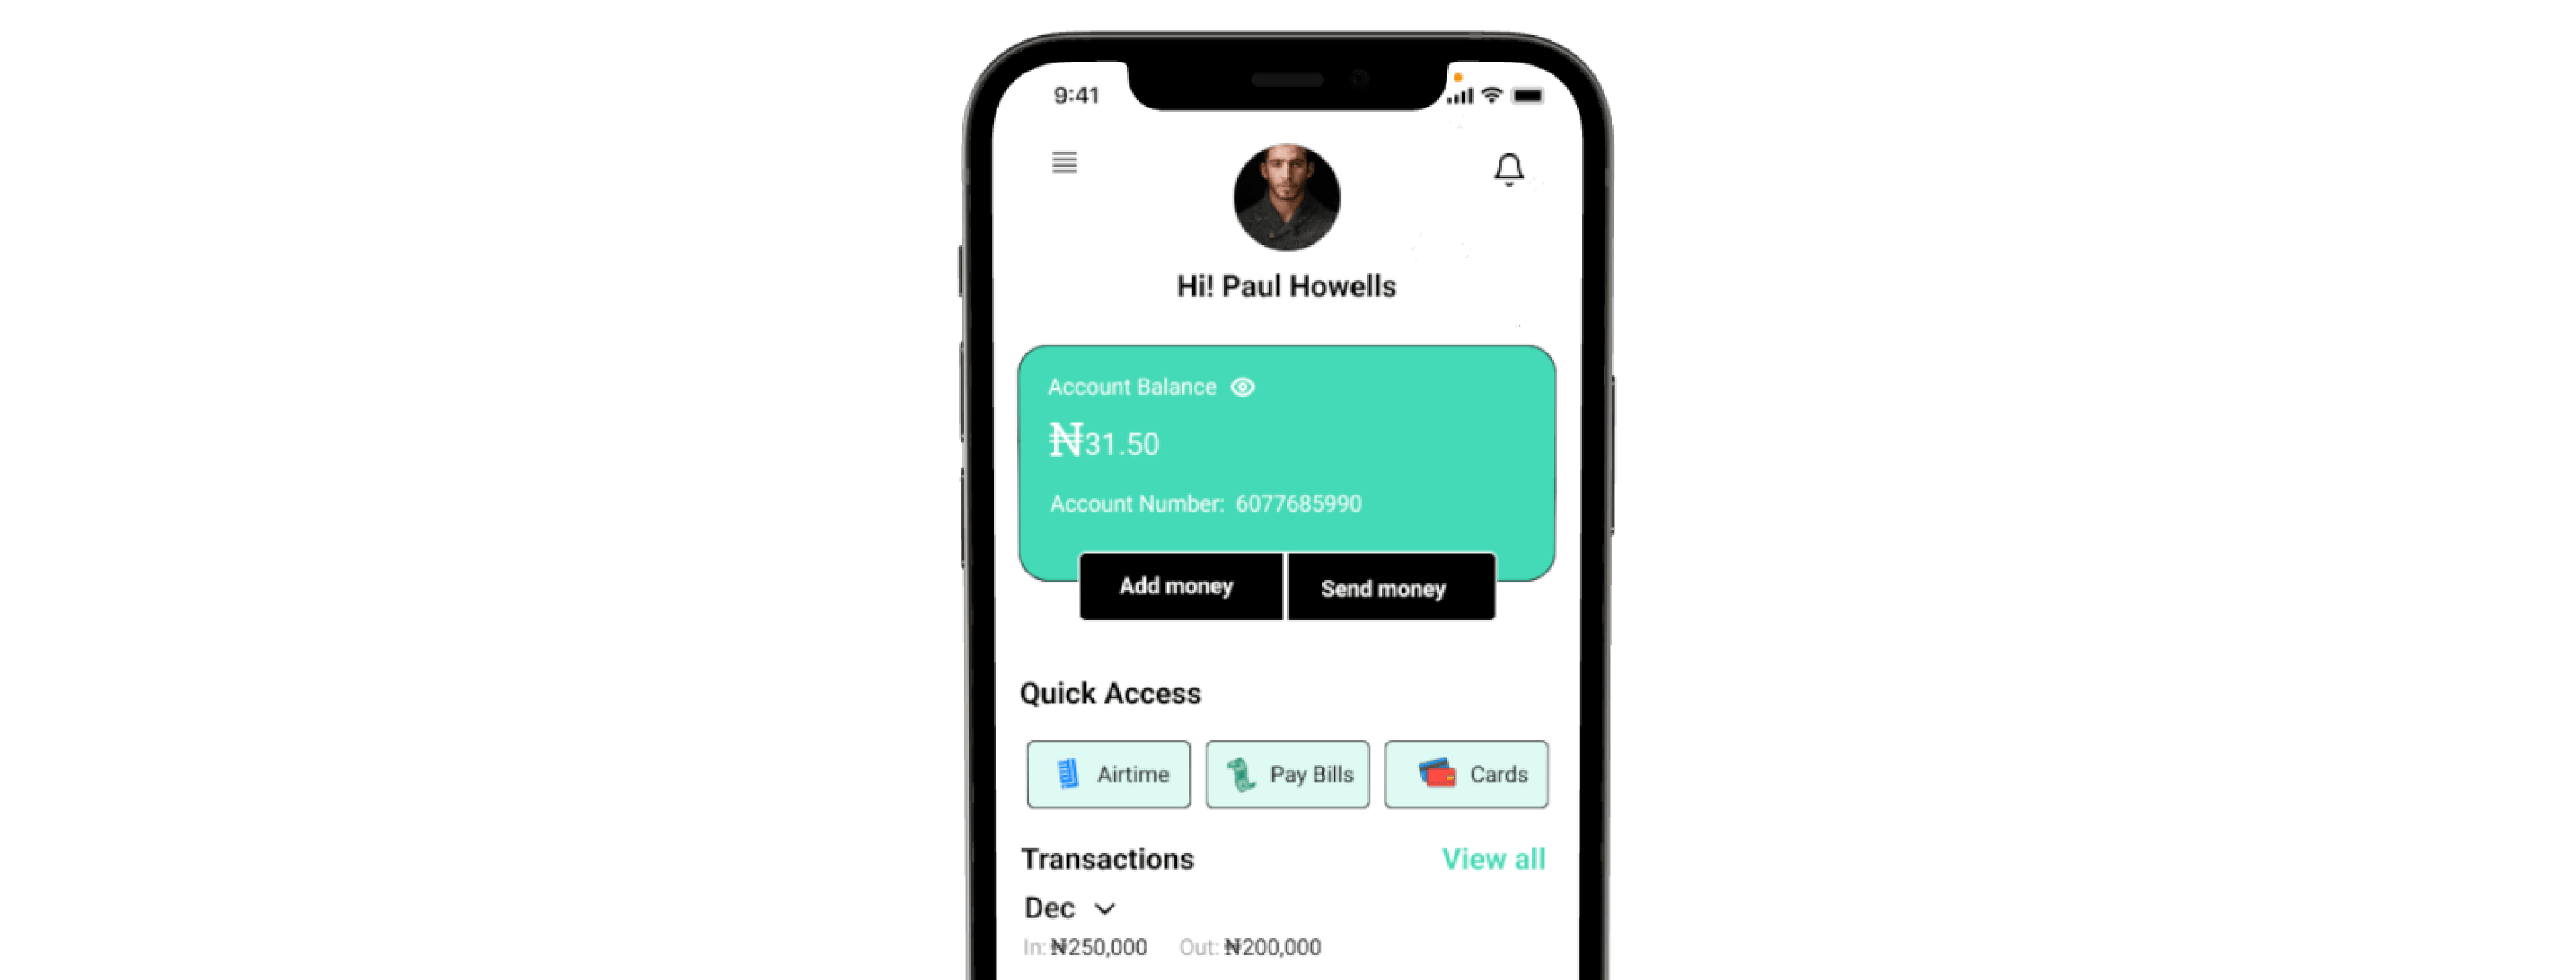 9:41
Hi! Paul Howells
Account Balance
₦31.50
Account Number: 6077685990
Add money Send money
Quick Access
Airtime Pay Bills Cards
Transactions View all
Dec
In: ₦250,000 Out: ₦200,000